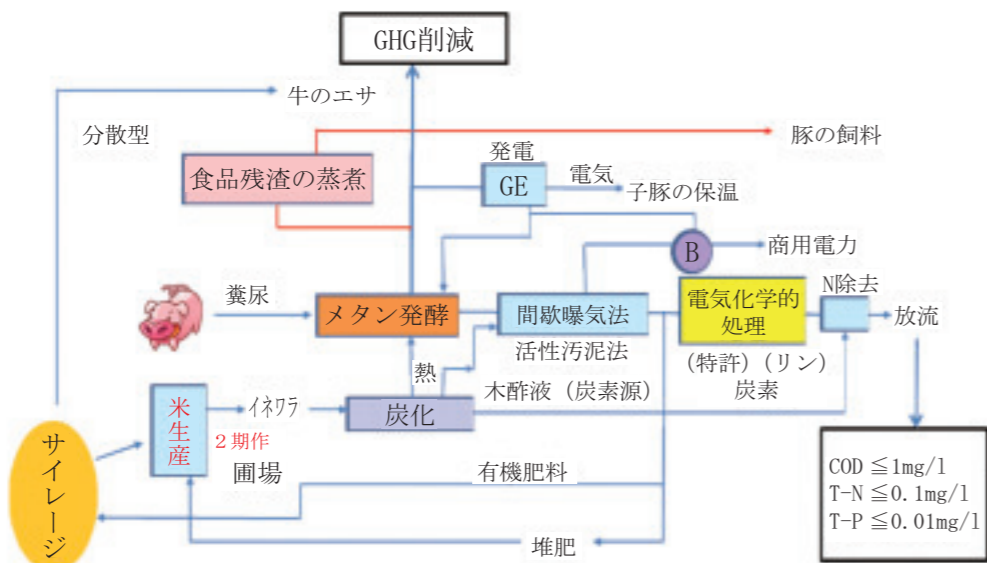 GHG削減
牛のエサ
分散型
豚の飼料
発電
食品残渣の蒸煮
GE
電気
子豚の保温
B
商用電力
糞尿
メタン発酵
間歇曝気法
電気化学的
処理
N除去
放流
活性汚泥法
(特許)(リン)
炭素
熱
木酢液（炭素源）
米生産
イネワラ
炭化
２期作
圃場
サイレージ
有機肥料
堆肥
COD ≦1mg/l
T-N ≦0.1mg/l
T-P ≦0.01mg/l